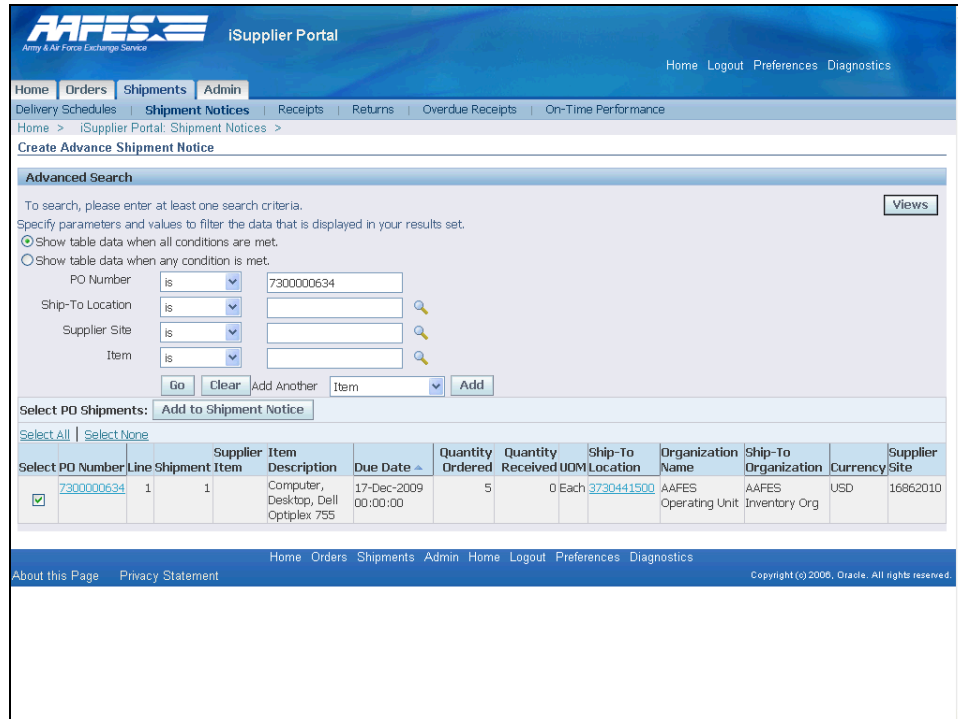 AAFES
Army & Air Force Exchange Service
iSupplier Portal
Home Logout Preferences Diagnostics
Home Orders Shipments Admin
Delivery Schedules | Shipment Notices | Receipts | Returns | Overdue Receipts | On-Time Performance
Home > iSupplier Portal: Shipment Notices >
Create Advance Shipment Notice
Advanced Search
To search, please enter at least one search criteria.
Views
Specify parameters and values to filter the data that is displayed in your results set.
Show table data when all conditions are met.
Show table data when any condition is met.
PO Number is 7300000634
Ship-To Location is
Supplier Site is
Item is
Go Clear Add Another Item Add
Select PO Shipments: Add to Shipment Notice
Select All | Select None
Select PO Number Line Shipment Supplier Item Item Description Due Date Quantity Ordered Quantity Received UOM Ship-To Location Organization Name Ship-To Organization Currency Supplier Site
7300000634 1 1 Computer, Desktop, Dell Optiplex 755 17-Dec-2009 00:00:00 5 0 Each 3730441500 AAFES Operating Unit AAFES Inventory Org USD 16862010
Home Orders Shipments Admin Home Logout Preferences Diagnostics
About this Page Privacy Statement
Copyright (c) 2006, Oracle. All rights reserved.